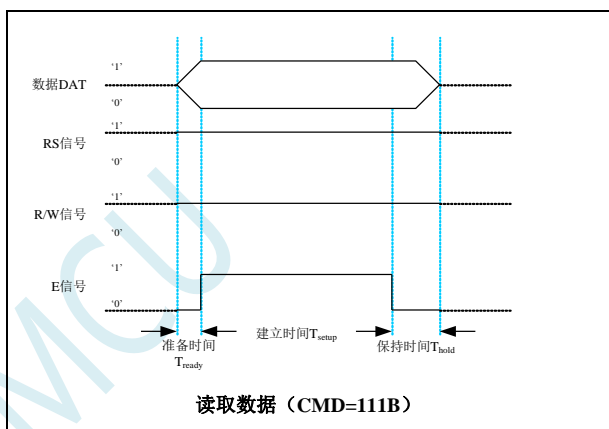 ‘1’
数据DAT
‘0’
‘1’
RS信号
‘0’
‘1’
R/W信号
‘0’
‘1’
E信号
‘0’
准备时间 建立时间Tsetup 保持时间Thold
Tready
读取数据（CMD=111B）
MCU